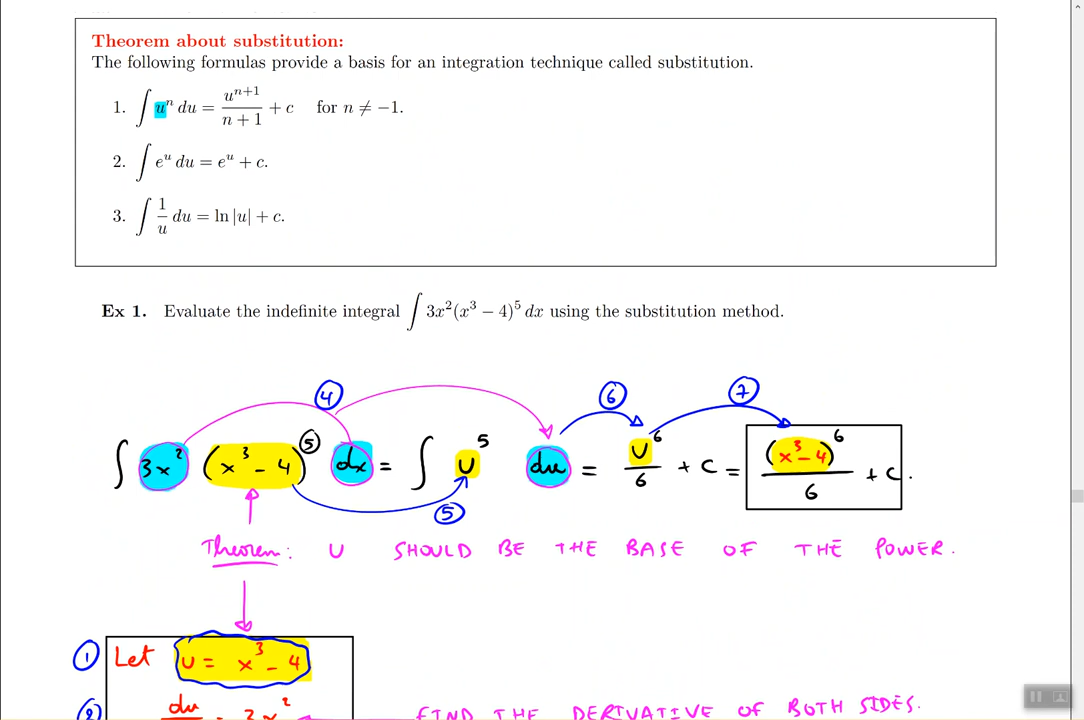 Theorem about substitution:
The following formulas provide a basis for an integration technique called substitution.
1. ∫ uⁿ du = uⁿ⁺¹/(n + 1) + c for n ≠ −1.
2. ∫ eᵘ du = eᵘ + c.
3. ∫ 1/u du = ln |u| + c.
Ex 1. Evaluate the indefinite integral ∫ 3x²(x³ − 4)⁵ dx using the substitution method.
④ ⑥ ⑦
∫ 3x² (x³ − 4)⁵ dx = ∫ U⁵ du = U⁶/6 + C = (x³ − 4)⁶/6 + C.
⑤
Theorem: U SHOULD BE THE BASE OF THE POWER.
① Let U = x³ − 4
② du = 3x² FIND THE DERIVATIVE OF BOTH SIDES.